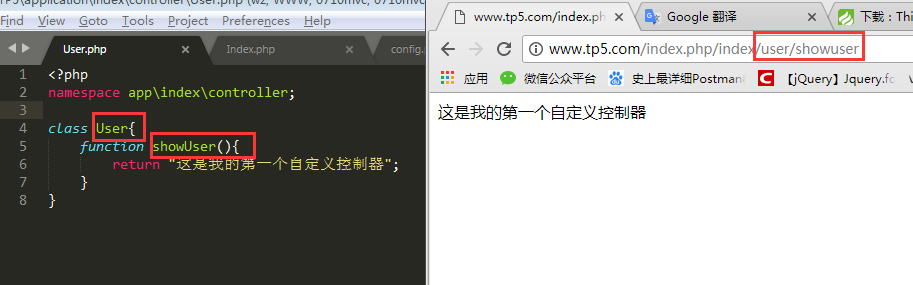 TP5\application\index\controller\User.php (wz, WWW, 0710mvc, 0710mvc
Find View Goto Tools Project Preferences Help
User.php × Index.php × config.
1 <?php
2 namespace app\index\controller;
3
4 class User{
5 function showUser(){
6 return "这是我的第一个自定义控制器";
7 }
8 }
www.tp5.com/index.ph × Google 翻译 × 下载：Thi
www.tp5.com/index.php/index/user/showuser
应用 微信公众平台 史上最详细Postman 【jQuery】Jquery.fo
这是我的第一个自定义控制器